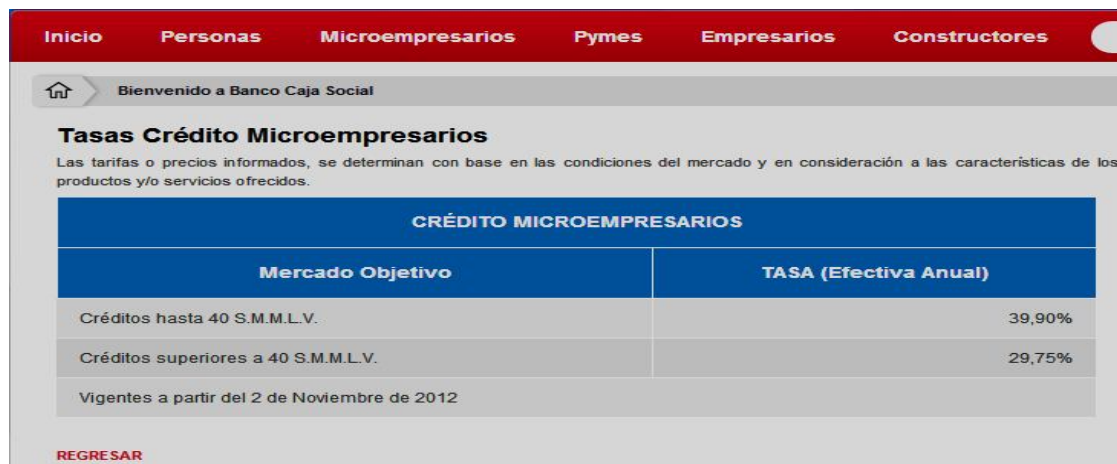 Inicio Personas Microempresarios Pymes Empresarios Constructores
Bienvenido a Banco Caja Social
Tasas Crédito Microempresarios
Las tarifas o precios informados, se determinan con base en las condiciones del mercado y en consideración a las características de los
productos y/o servicios ofrecidos.
CRÉDITO MICROEMPRESARIOS
Mercado Objetivo TASA (Efectiva Anual)
Créditos hasta 40 S.M.M.L.V. 39,90%
Créditos superiores a 40 S.M.M.L.V. 29,75%
Vigentes a partir del 2 de Noviembre de 2012
REGRESAR